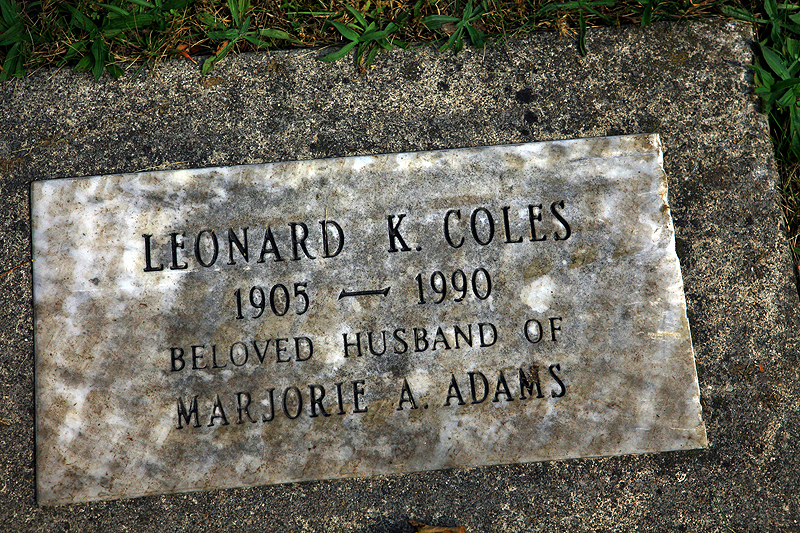 LEONARD K. COLES
1905 — 1990
BELOVED HUSBAND OF
MARJORIE A. ADAMS